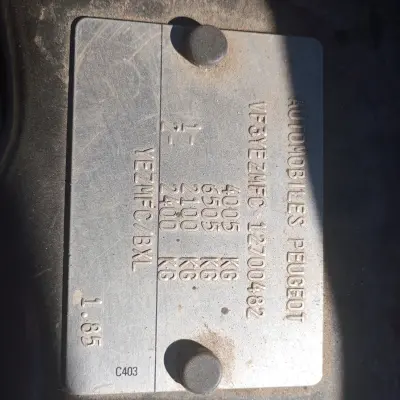 AUTOMOBILES PEUGEOT
VF3YEZMFC 12700482
4005 KG
6505 KG
1- 2100 KG
2- 2400 KG
YEZMFC/BXL
1.85
C403